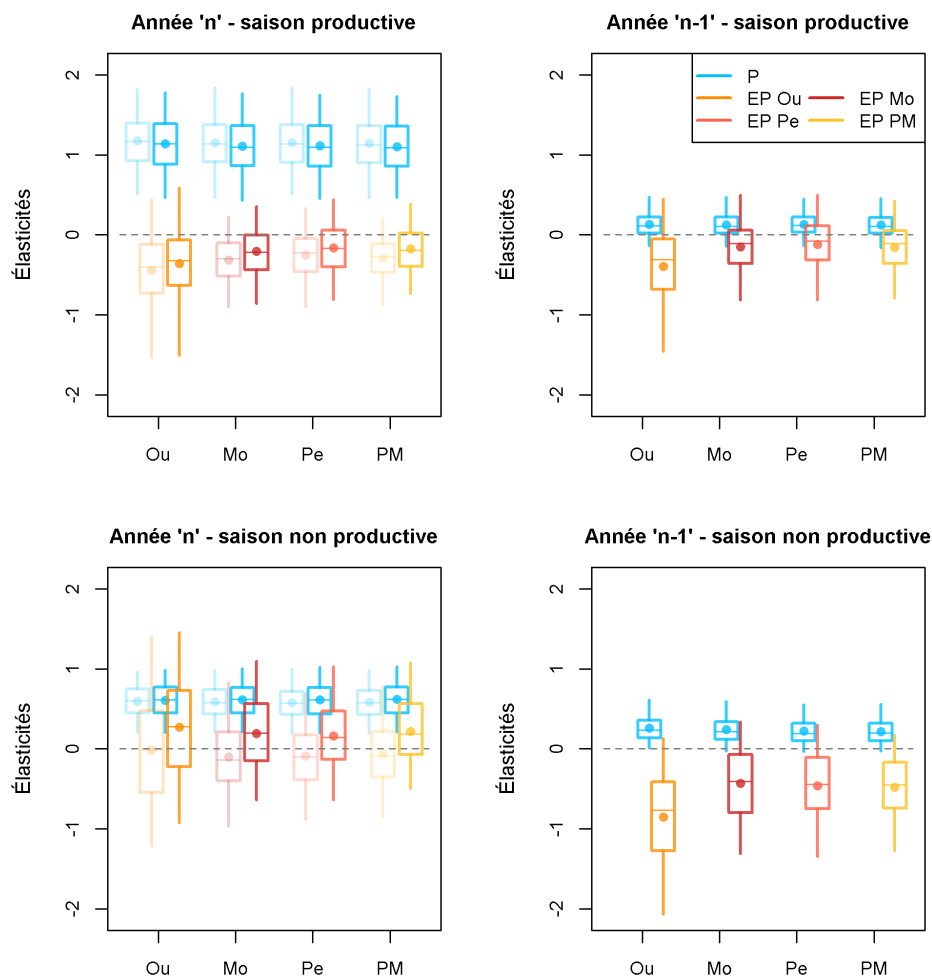 Année 'n' - saison productive
Élasticités
2
1
0
-1
-2
Ou Mo Pe PM
Année 'n-1' - saison productive
P
EP Ou EP Mo
EP Pe EP PM
Élasticités
2
1
0
-1
-2
Ou Mo Pe PM
Année 'n' - saison non productive
Élasticités
2
1
0
-1
-2
Ou Mo Pe PM
Année 'n-1' - saison non productive
Élasticités
2
1
0
-1
-2
Ou Mo Pe PM